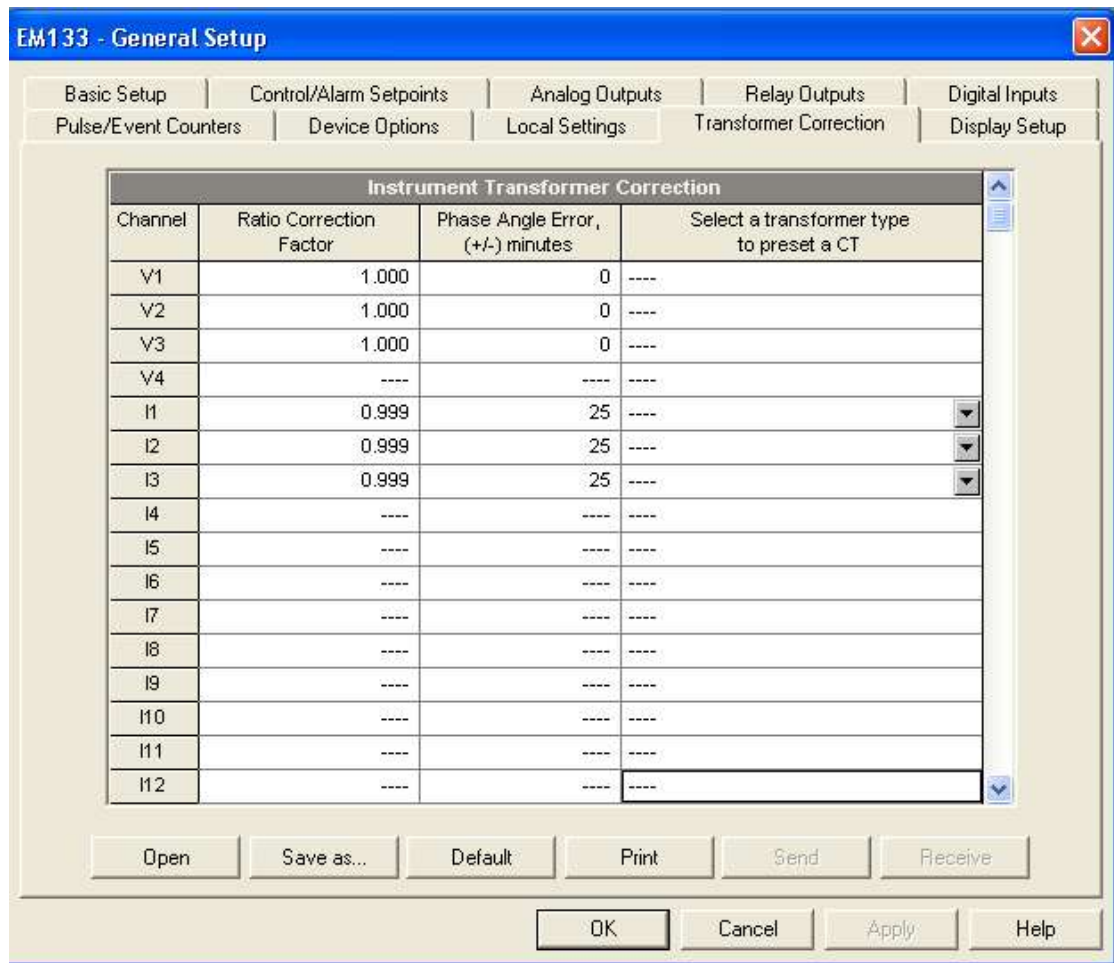 EM133 - General Setup
Basic Setup Control/Alarm Setpoints Analog Outputs Relay Outputs Digital Inputs
Pulse/Event Counters Device Options Local Settings Transformer Correction Display Setup
Instrument Transformer Correction
Channel Ratio Correction Factor Phase Angle Error, (+/-) minutes Select a transformer type to preset a CT
V1 1.000 0 ----
V2 1.000 0 ----
V3 1.000 0 ----
V4 ---- ---- ----
I1 0.999 25 ----
I2 0.999 25 ----
I3 0.999 25 ----
I4 ---- ---- ----
I5 ---- ---- ----
I6 ---- ---- ----
I7 ---- ---- ----
I8 ---- ---- ----
I9 ---- ---- ----
I10 ---- ---- ----
I11 ---- ---- ----
I12 ---- ---- ----
Open Save as... Default Print Send Receive
OK Cancel Apply Help